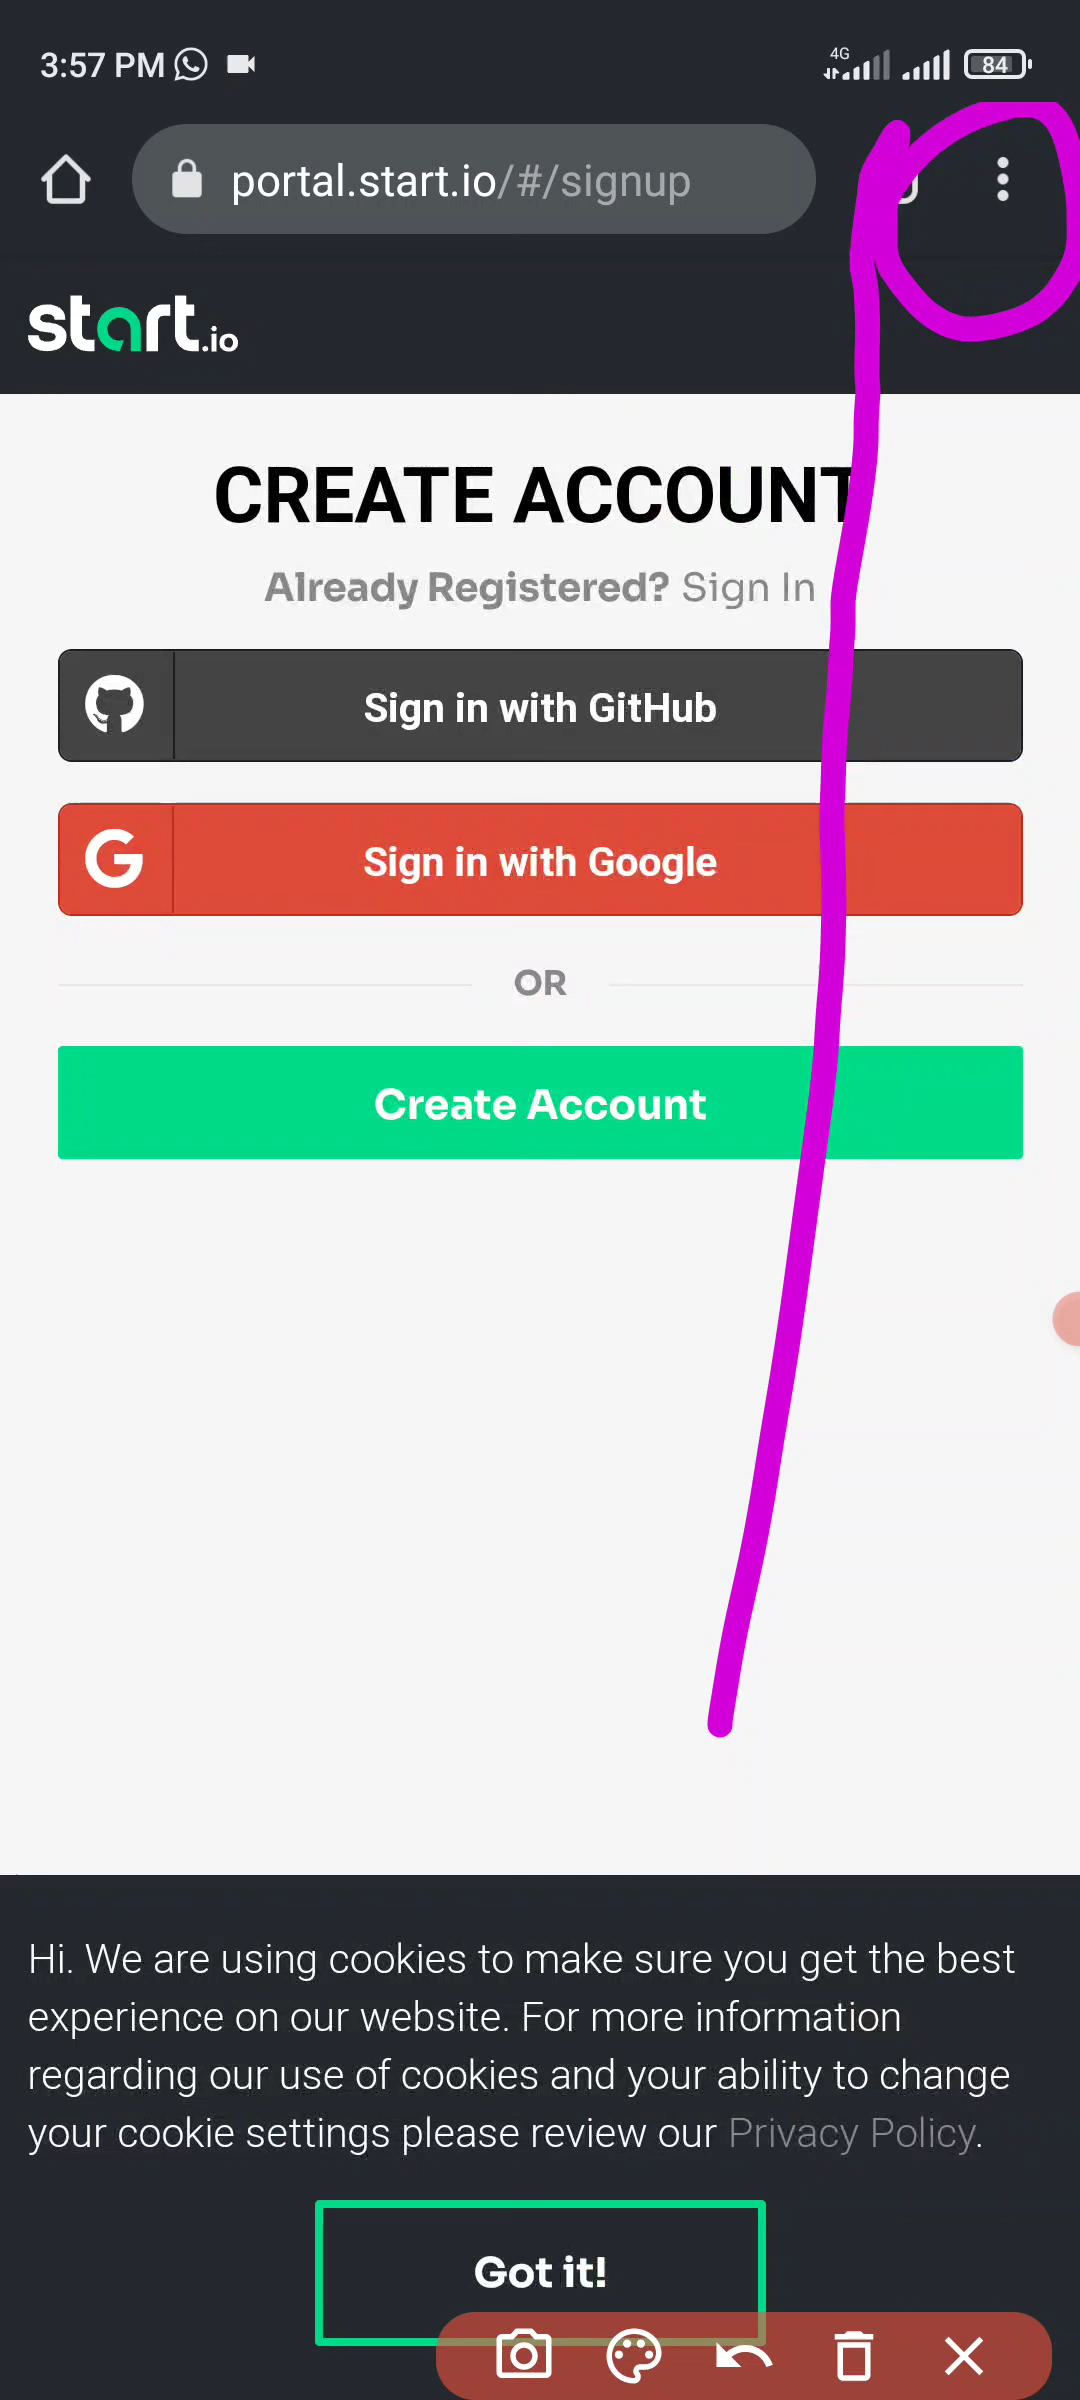 3:57 PM
4G
84
portal.start.io/#/signup
start.io
CREATE ACCOUNT
Already Registered? Sign In
Sign in with GitHub
Sign in with Google
OR
Create Account
Hi. We are using cookies to make sure you get the best
experience on our website. For more information
regarding our use of cookies and your ability to change
your cookie settings please review our Privacy Policy.
Got it!